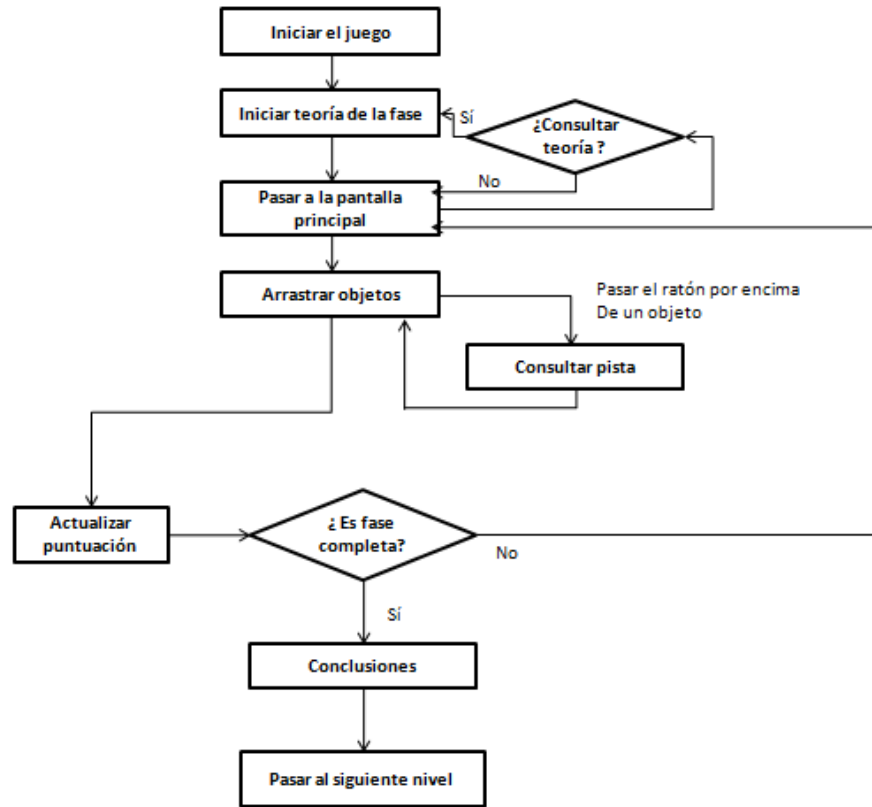 Iniciar el juego
Iniciar teoría de la fase
Sí
¿Consultar
teoría ?
No
Pasar a la pantalla
principal
Arrastrar objetos
Pasar el ratón por encima
De un objeto
Consultar pista
Actualizar
puntuación
¿ Es fase
completa?
No
Sí
Conclusiones
Pasar al siguiente nivel